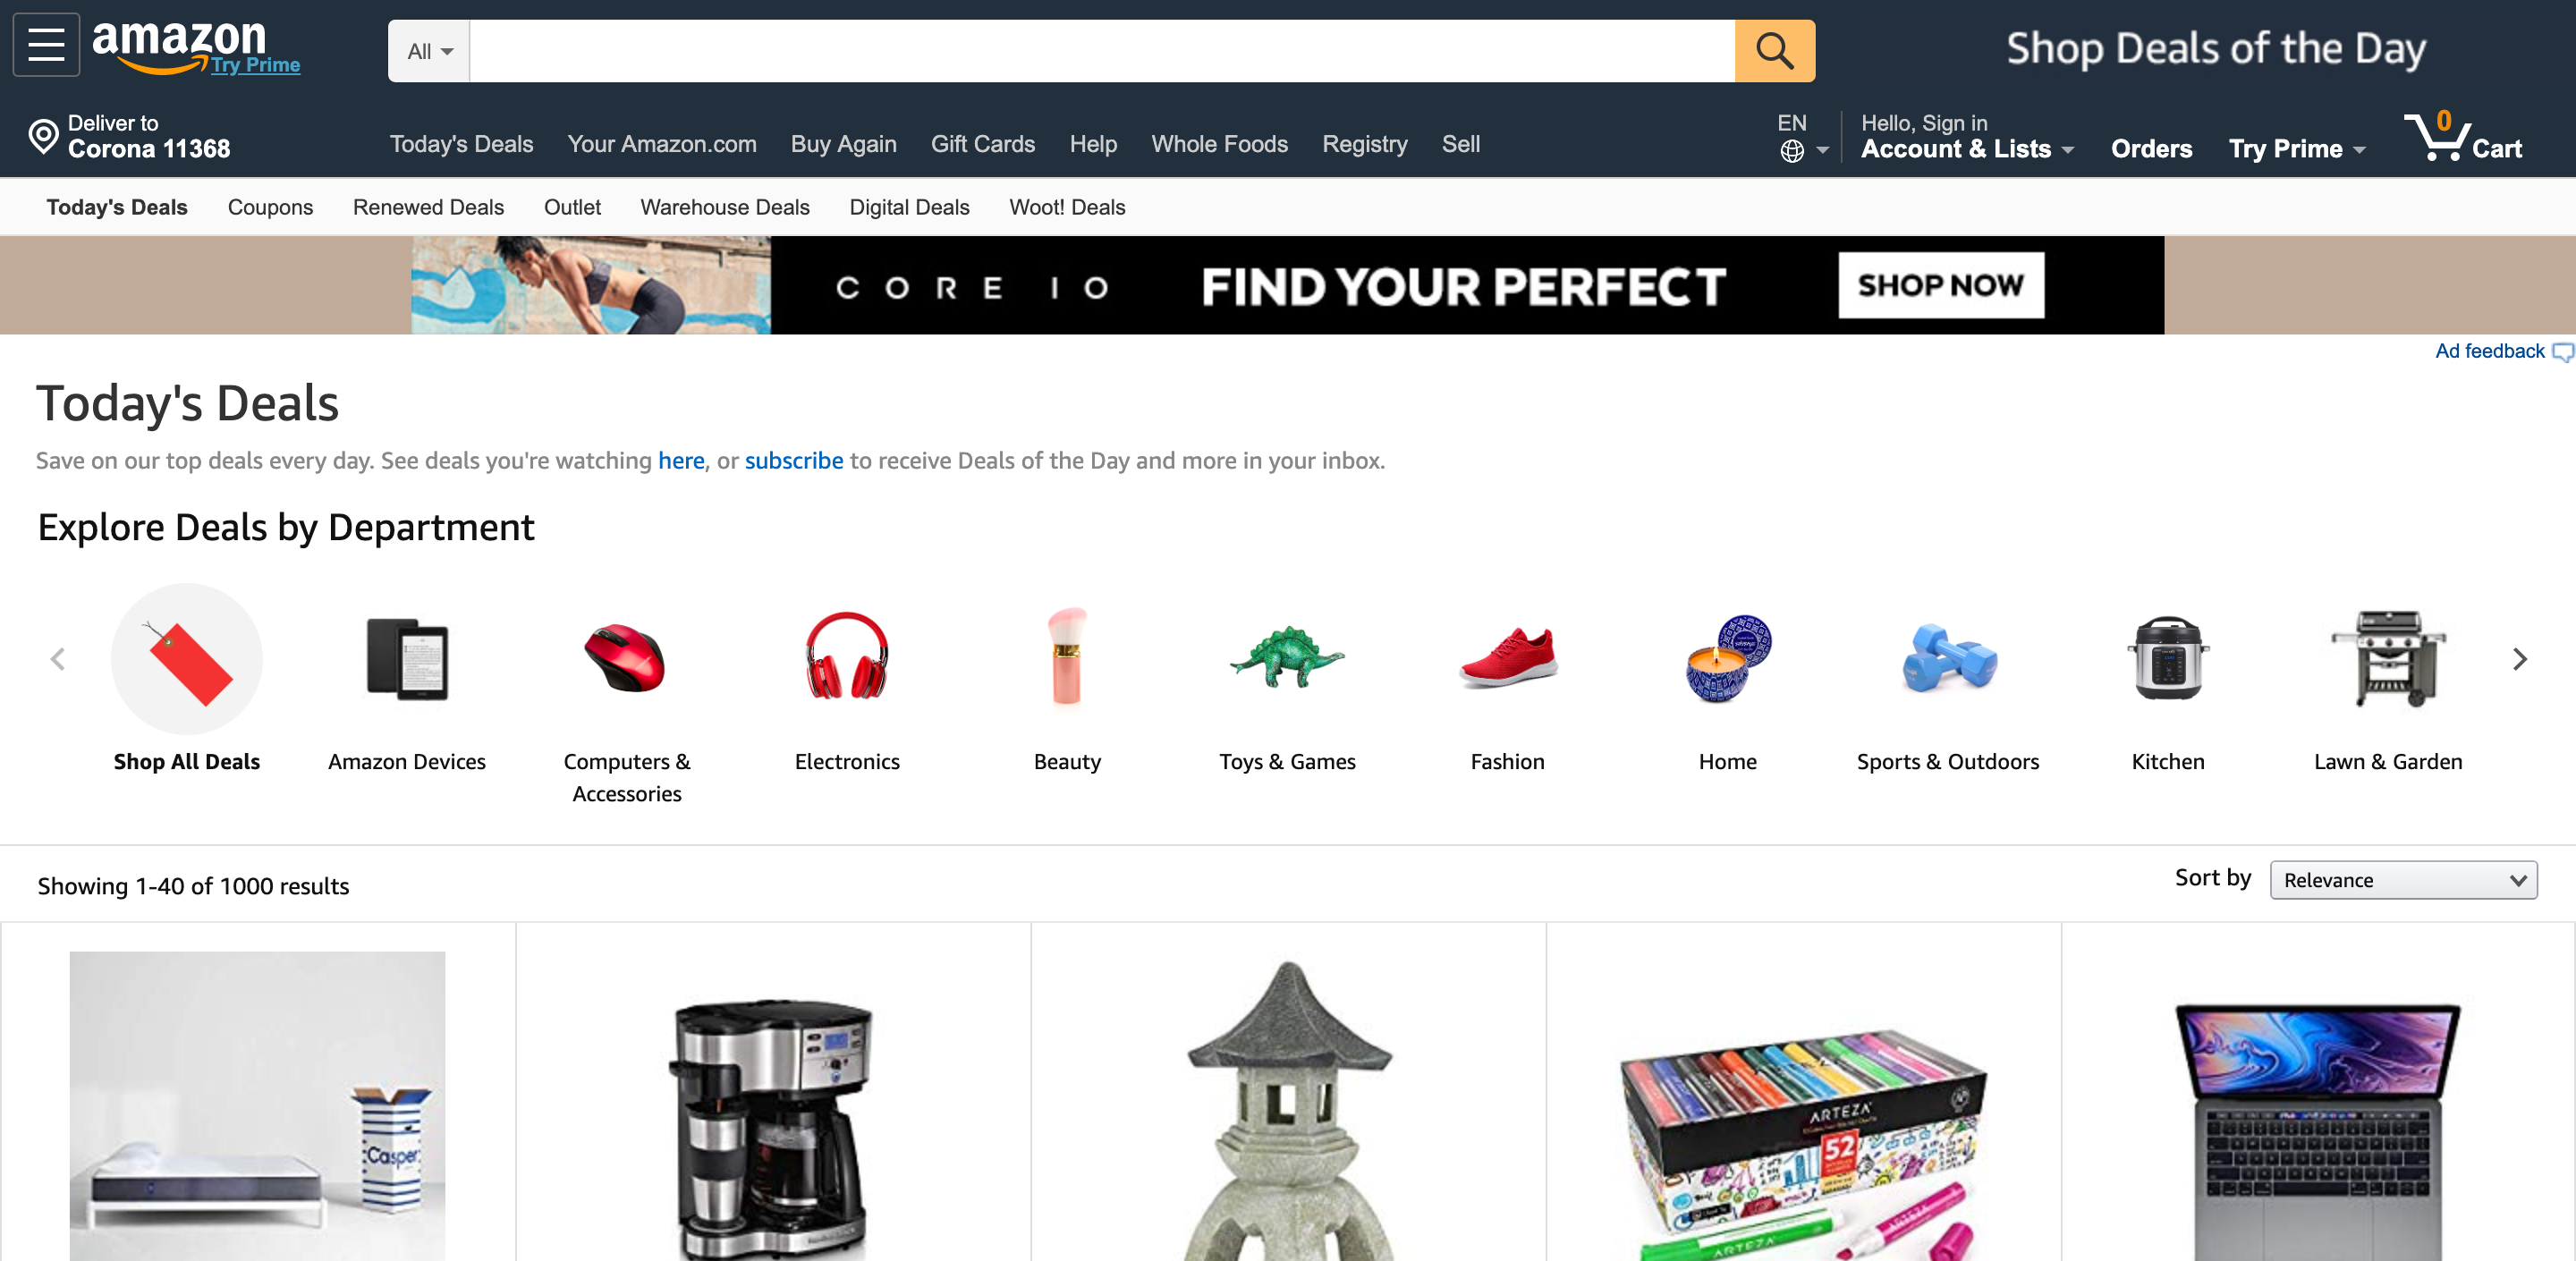 amazon
Try Prime
All
Shop Deals of the Day
Deliver to
Corona 11368
Today's Deals
Your Amazon.com
Buy Again
Gift Cards
Help
Whole Foods
Registry
Sell
EN
Hello, Sign in
Account & Lists
Orders
Try Prime
0
Cart
Today's Deals
Coupons
Renewed Deals
Outlet
Warehouse Deals
Digital Deals
Woot! Deals
CORE 10
FIND YOUR PERFECT
SHOP NOW
Ad feedback
Today's Deals
Save on our top deals every day. See deals you're watching here, or subscribe to receive Deals of the Day and more in your inbox.
Explore Deals by Department
Shop All Deals
Amazon Devices
Computers &
Accessories
Electronics
Beauty
Toys & Games
Fashion
Home
Sports & Outdoors
Kitchen
Lawn & Garden
Showing 1-40 of 1000 results
Sort by
Relevance
Casper
ARTEZA
52
ARTEZA